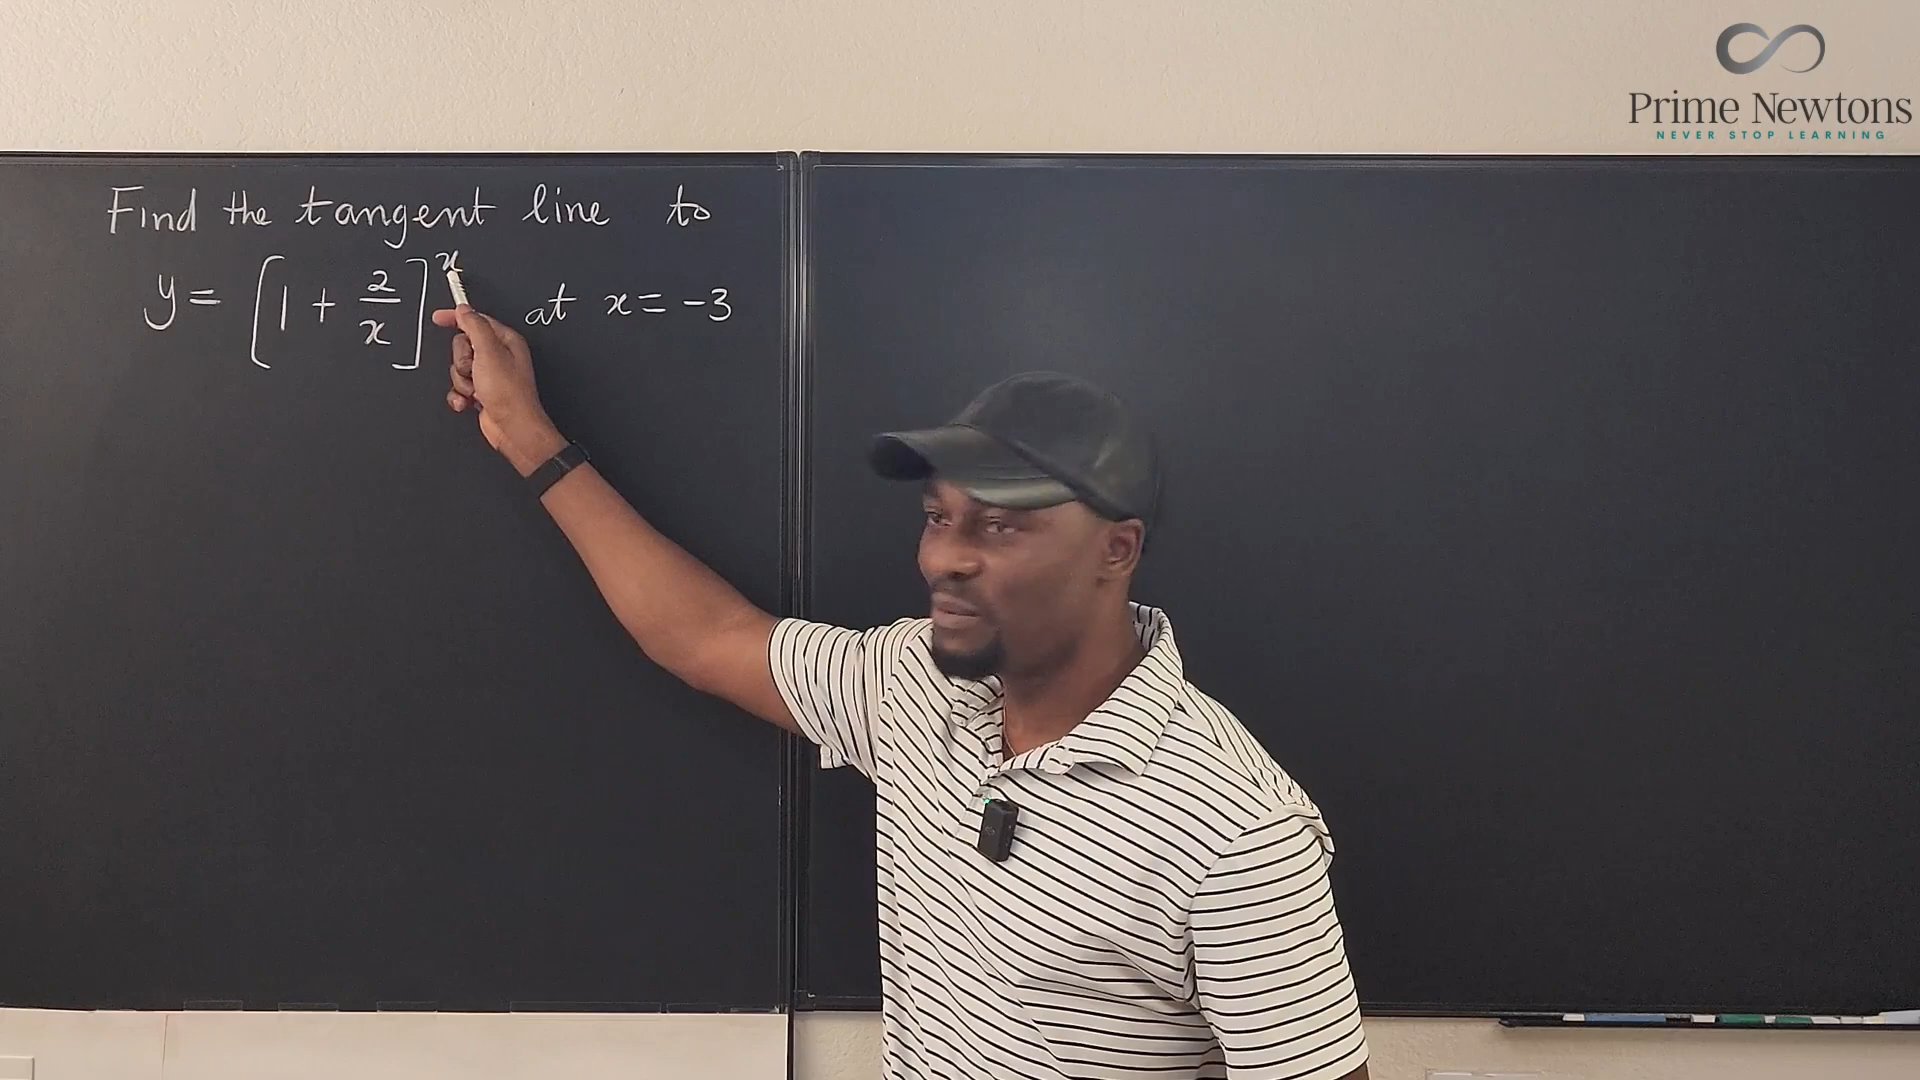 Prime Newtons
NEVER STOP LEARNING
Find the tangent line to
y = [1 + 2/x]^x at x = -3